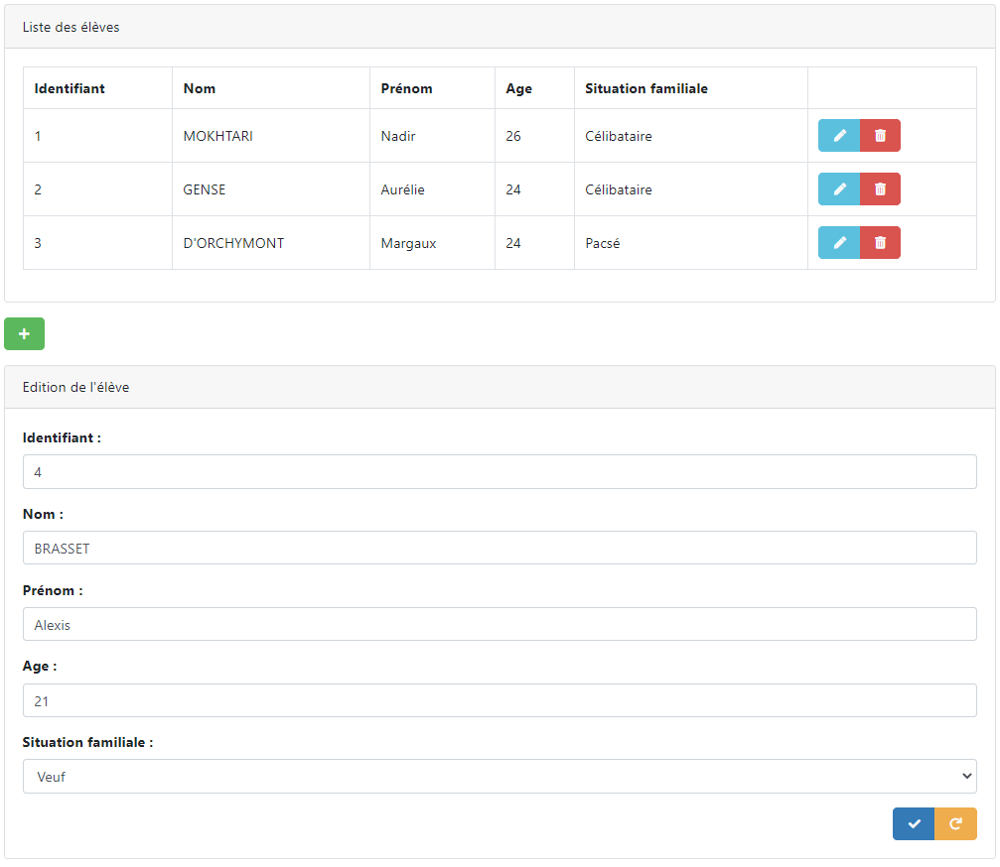 Liste des élèves
Identifiant Nom Prénom Age Situation familiale
1 MOKHTARI Nadir 26 Célibataire
2 GENSE Aurélie 24 Célibataire
3 D'ORCHYMONT Margaux 24 Pacsé
Edition de l'élève
Identifiant :
4
Nom :
BRASSET
Prénom :
Alexis
Age :
21
Situation familiale :
Veuf